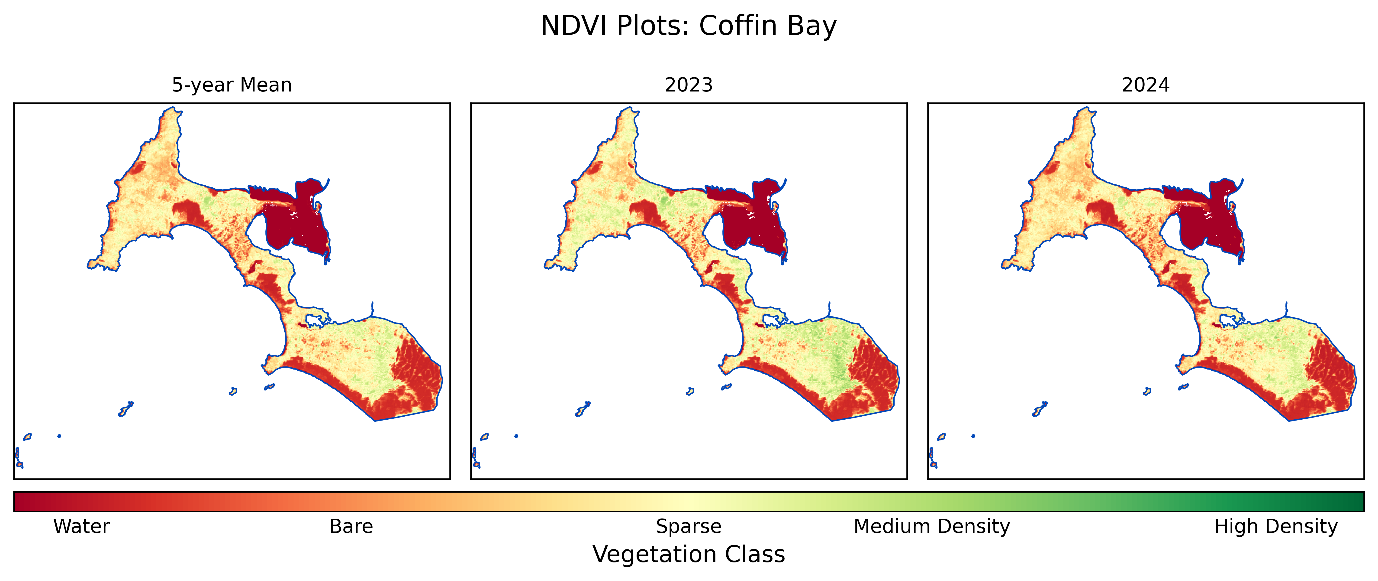 NDVI Plots: Coffin Bay
5-year Mean
2023
2024
Water
Bare
Sparse
Medium Density
High Density
Vegetation Class